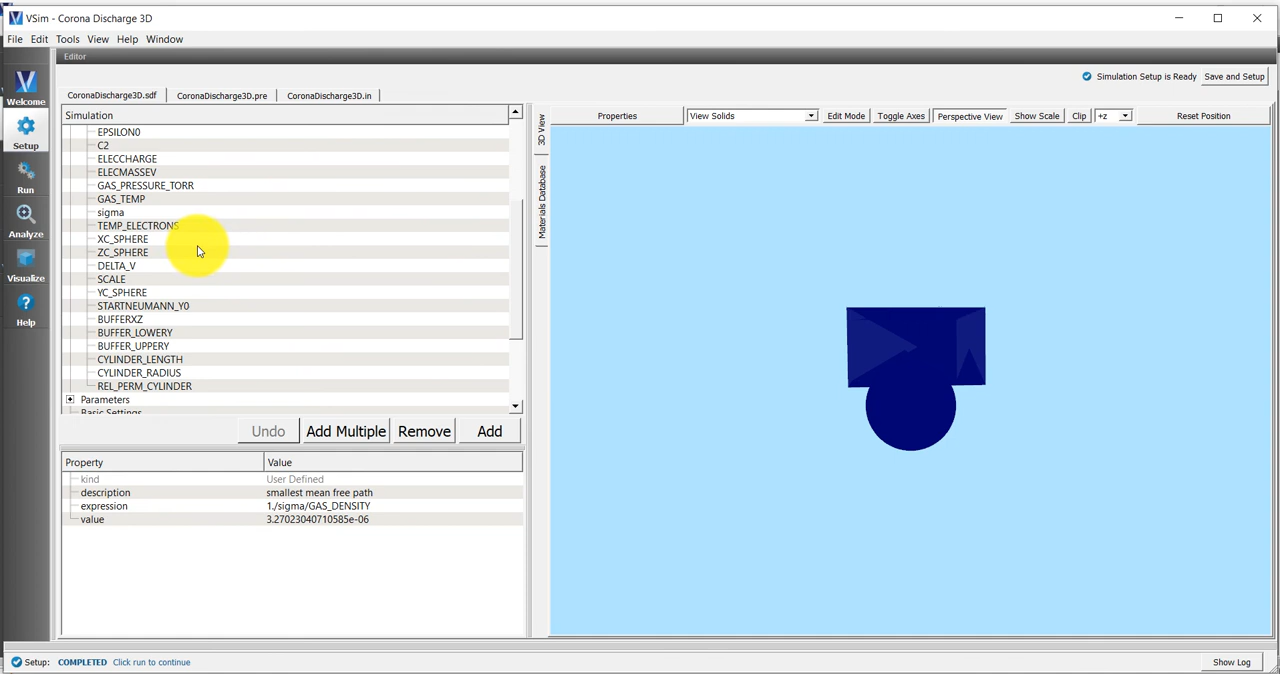 VSim - Corona Discharge 3D
File Edit Tools View Help Window
Editor
Simulation Setup is Ready Save and Setup
Welcome
Setup
Run
Analyze
Visualize
Help
CoronaDischarge3D.sdf CoronaDischarge3D.pre CoronaDischarge3D.in
Simulation
EPSILON0
C2
ELECCHARGE
ELECMASSEV
GAS_PRESSURE_TORR
GAS_TEMP
sigma
TEMP_ELECTRONS
XC_SPHERE
ZC_SPHERE
DELTA_V
SCALE
YC_SPHERE
STARTNEUMANN_Y0
BUFFERXZ
BUFFER_LOWERY
BUFFER_UPPERY
CYLINDER_LENGTH
CYLINDER_RADIUS
REL_PERM_CYLINDER
Parameters
Basic Settings
Undo Add Multiple Remove Add
Property Value
kind User Defined
description smallest mean free path
expression 1./sigma/GAS_DENSITY
value 3.27023040710585e-06
3D View
Materials Database
Properties View Solids Edit Mode Toggle Axes Perspective View Show Scale Clip +z Reset Position
Setup: COMPLETED Click run to continue
Show Log